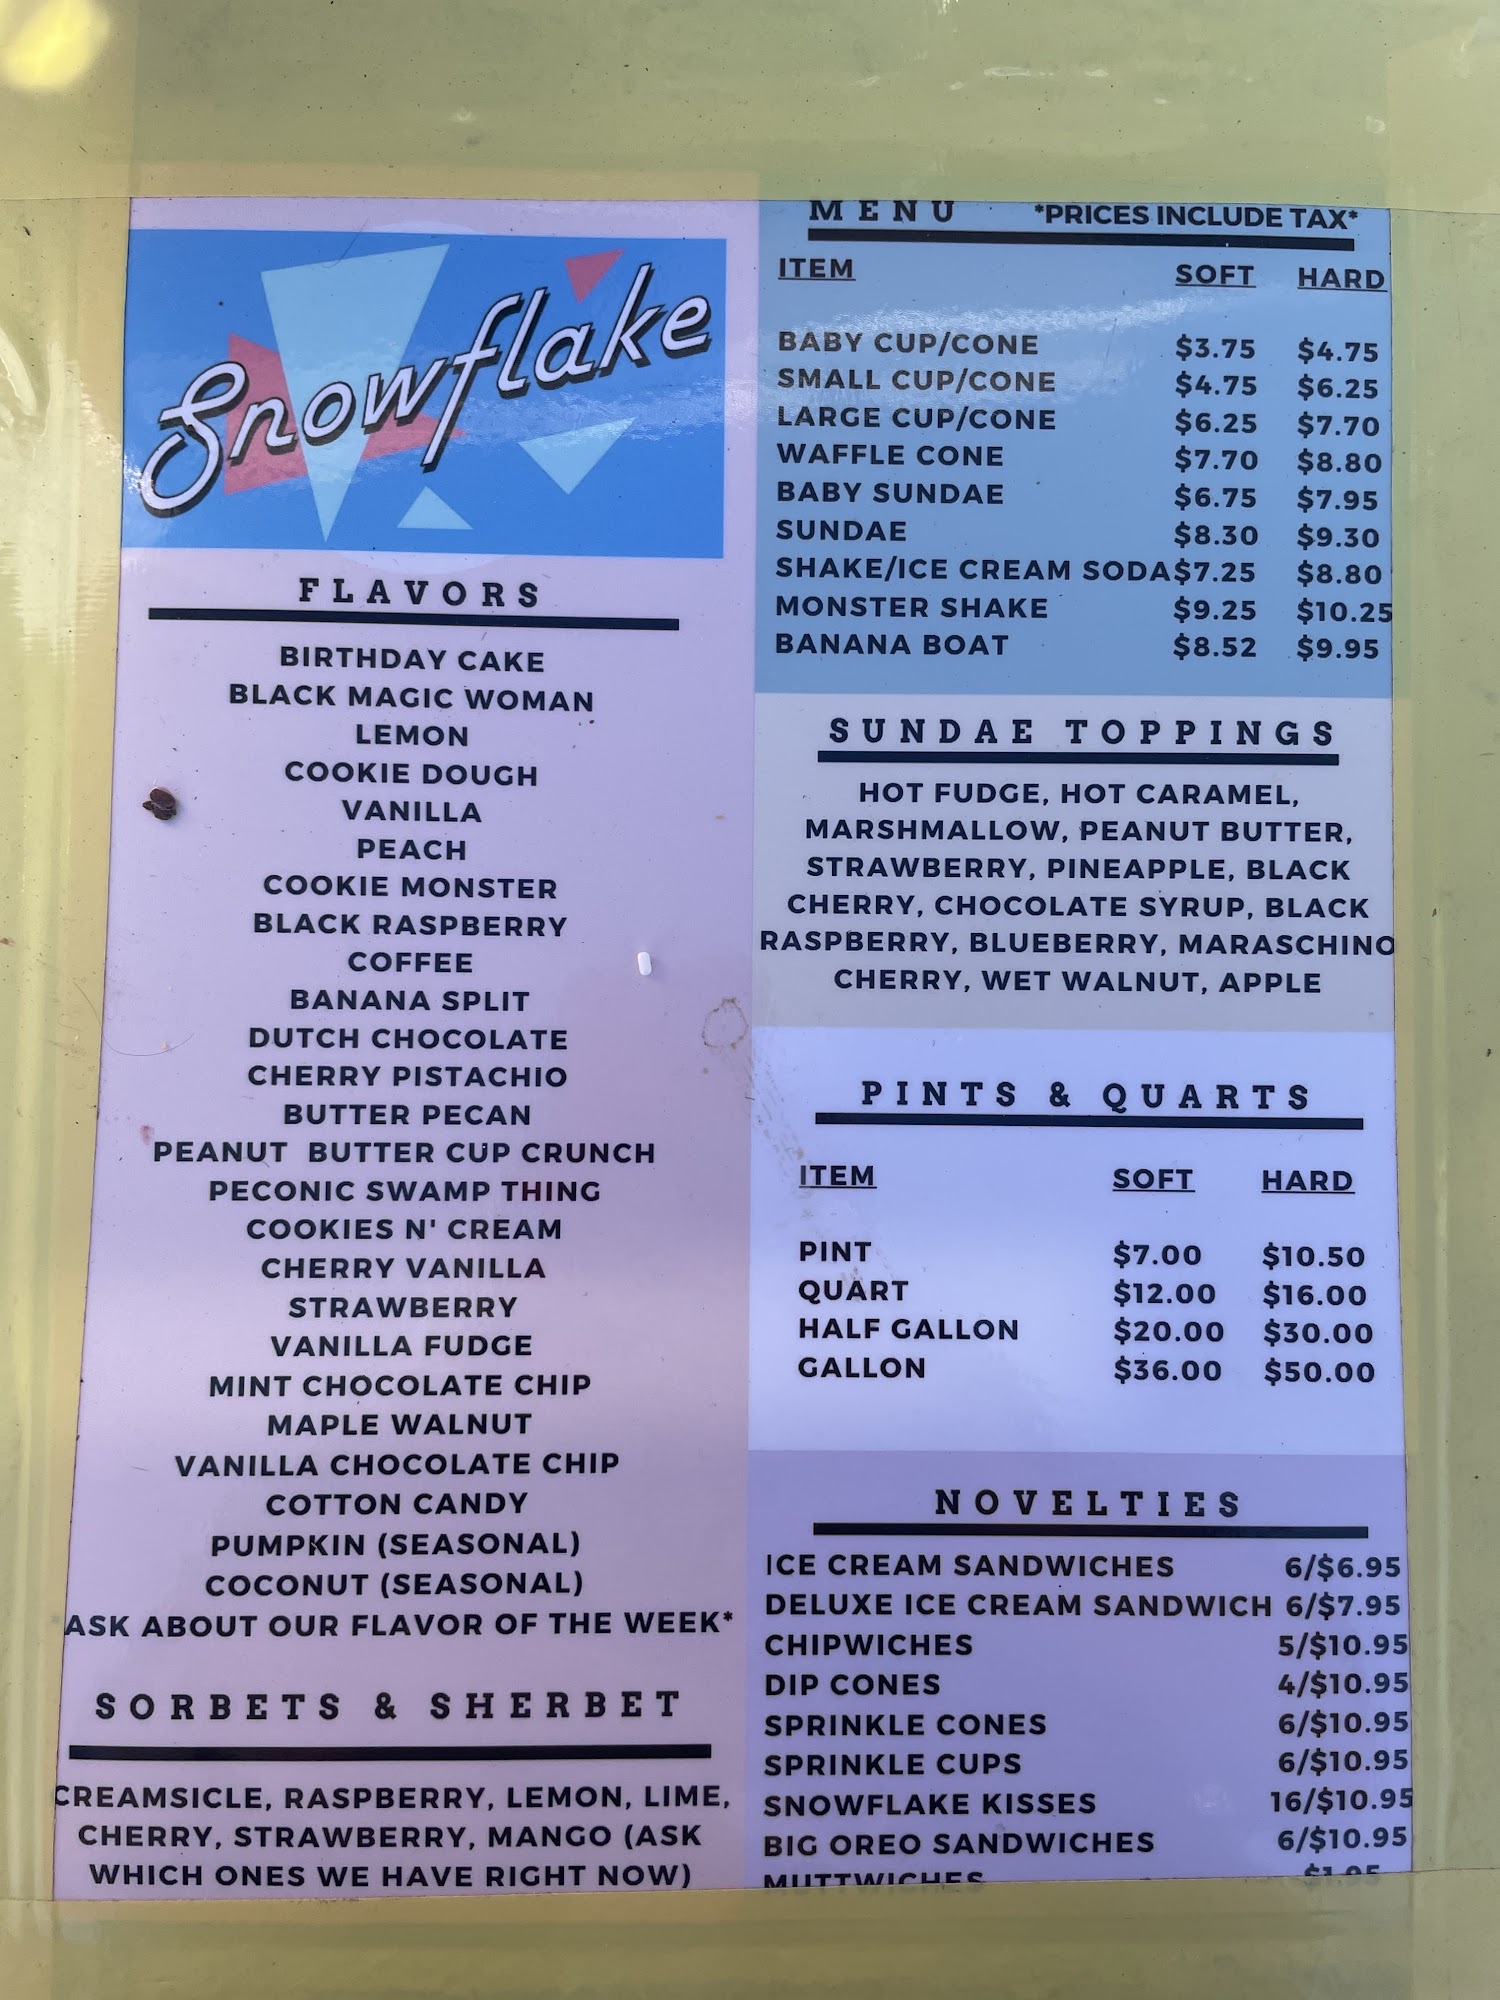 Snowflake
FLAVORS
BIRTHDAY CAKE
BLACK MAGIC WOMAN
LEMON
COOKIE DOUGH
VANILLA
PEACH
COOKIE MONSTER
BLACK RASPBERRY
COFFEE
BANANA SPLIT
DUTCH CHOCOLATE
CHERRY PISTACHIO
BUTTER PECAN
PEANUT BUTTER CUP CRUNCH
PECONIC SWAMP THING
COOKIES N' CREAM
CHERRY VANILLA
STRAWBERRY
VANILLA FUDGE
MINT CHOCOLATE CHIP
MAPLE WALNUT
VANILLA CHOCOLATE CHIP
COTTON CANDY
PUMPKIN (SEASONAL)
COCONUT (SEASONAL)
ASK ABOUT OUR FLAVOR OF THE WEEK*
SORBETS & SHERBET
CREAMSICLE, RASPBERRY, LEMON, LIME,
CHERRY, STRAWBERRY, MANGO (ASK
WHICH ONES WE HAVE RIGHT NOW)
MENU *PRICES INCLUDE TAX*
ITEM SOFT HARD
BABY CUP/CONE $3.75 $4.75
SMALL CUP/CONE $4.75 $6.25
LARGE CUP/CONE $6.25 $7.70
WAFFLE CONE $7.70 $8.80
BABY SUNDAE $6.75 $7.95
SUNDAE $8.30 $9.30
SHAKE/ICE CREAM SODA $7.25 $8.80
MONSTER SHAKE $9.25 $10.25
BANANA BOAT $8.52 $9.95
SUNDAE TOPPINGS
HOT FUDGE, HOT CARAMEL,
MARSHMALLOW, PEANUT BUTTER,
STRAWBERRY, PINEAPPLE, BLACK
CHERRY, CHOCOLATE SYRUP, BLACK
RASPBERRY, BLUEBERRY, MARASCHINO
CHERRY, WET WALNUT, APPLE
PINTS & QUARTS
ITEM SOFT HARD
PINT $7.00 $10.50
QUART $12.00 $16.00
HALF GALLON $20.00 $30.00
GALLON $36.00 $50.00
NOVELTIES
ICE CREAM SANDWICHES 6/$6.95
DELUXE ICE CREAM SANDWICH 6/$7.95
CHIPWICHES 5/$10.95
DIP CONES 4/$10.95
SPRINKLE CONES 6/$10.95
SPRINKLE CUPS 6/$10.95
SNOWFLAKE KISSES 16/$10.95
BIG OREO SANDWICHES 6/$10.95
MUTTWICHES $1.95